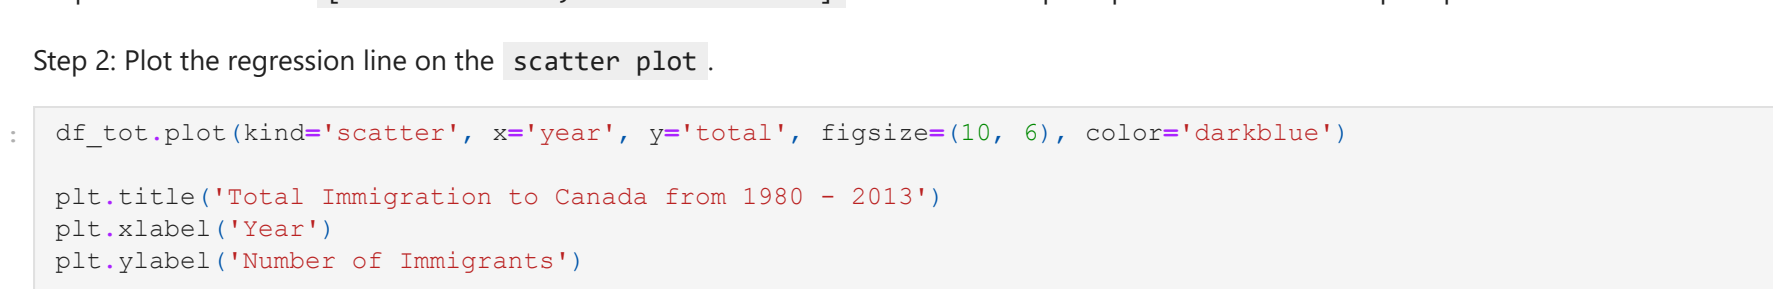 Step 2: Plot the regression line on the scatter plot.
: df_tot.plot(kind='scatter', x='year', y='total', figsize=(10, 6), color='darkblue')
plt.title('Total Immigration to Canada from 1980 - 2013')
plt.xlabel('Year')
plt.ylabel('Number of Immigrants')